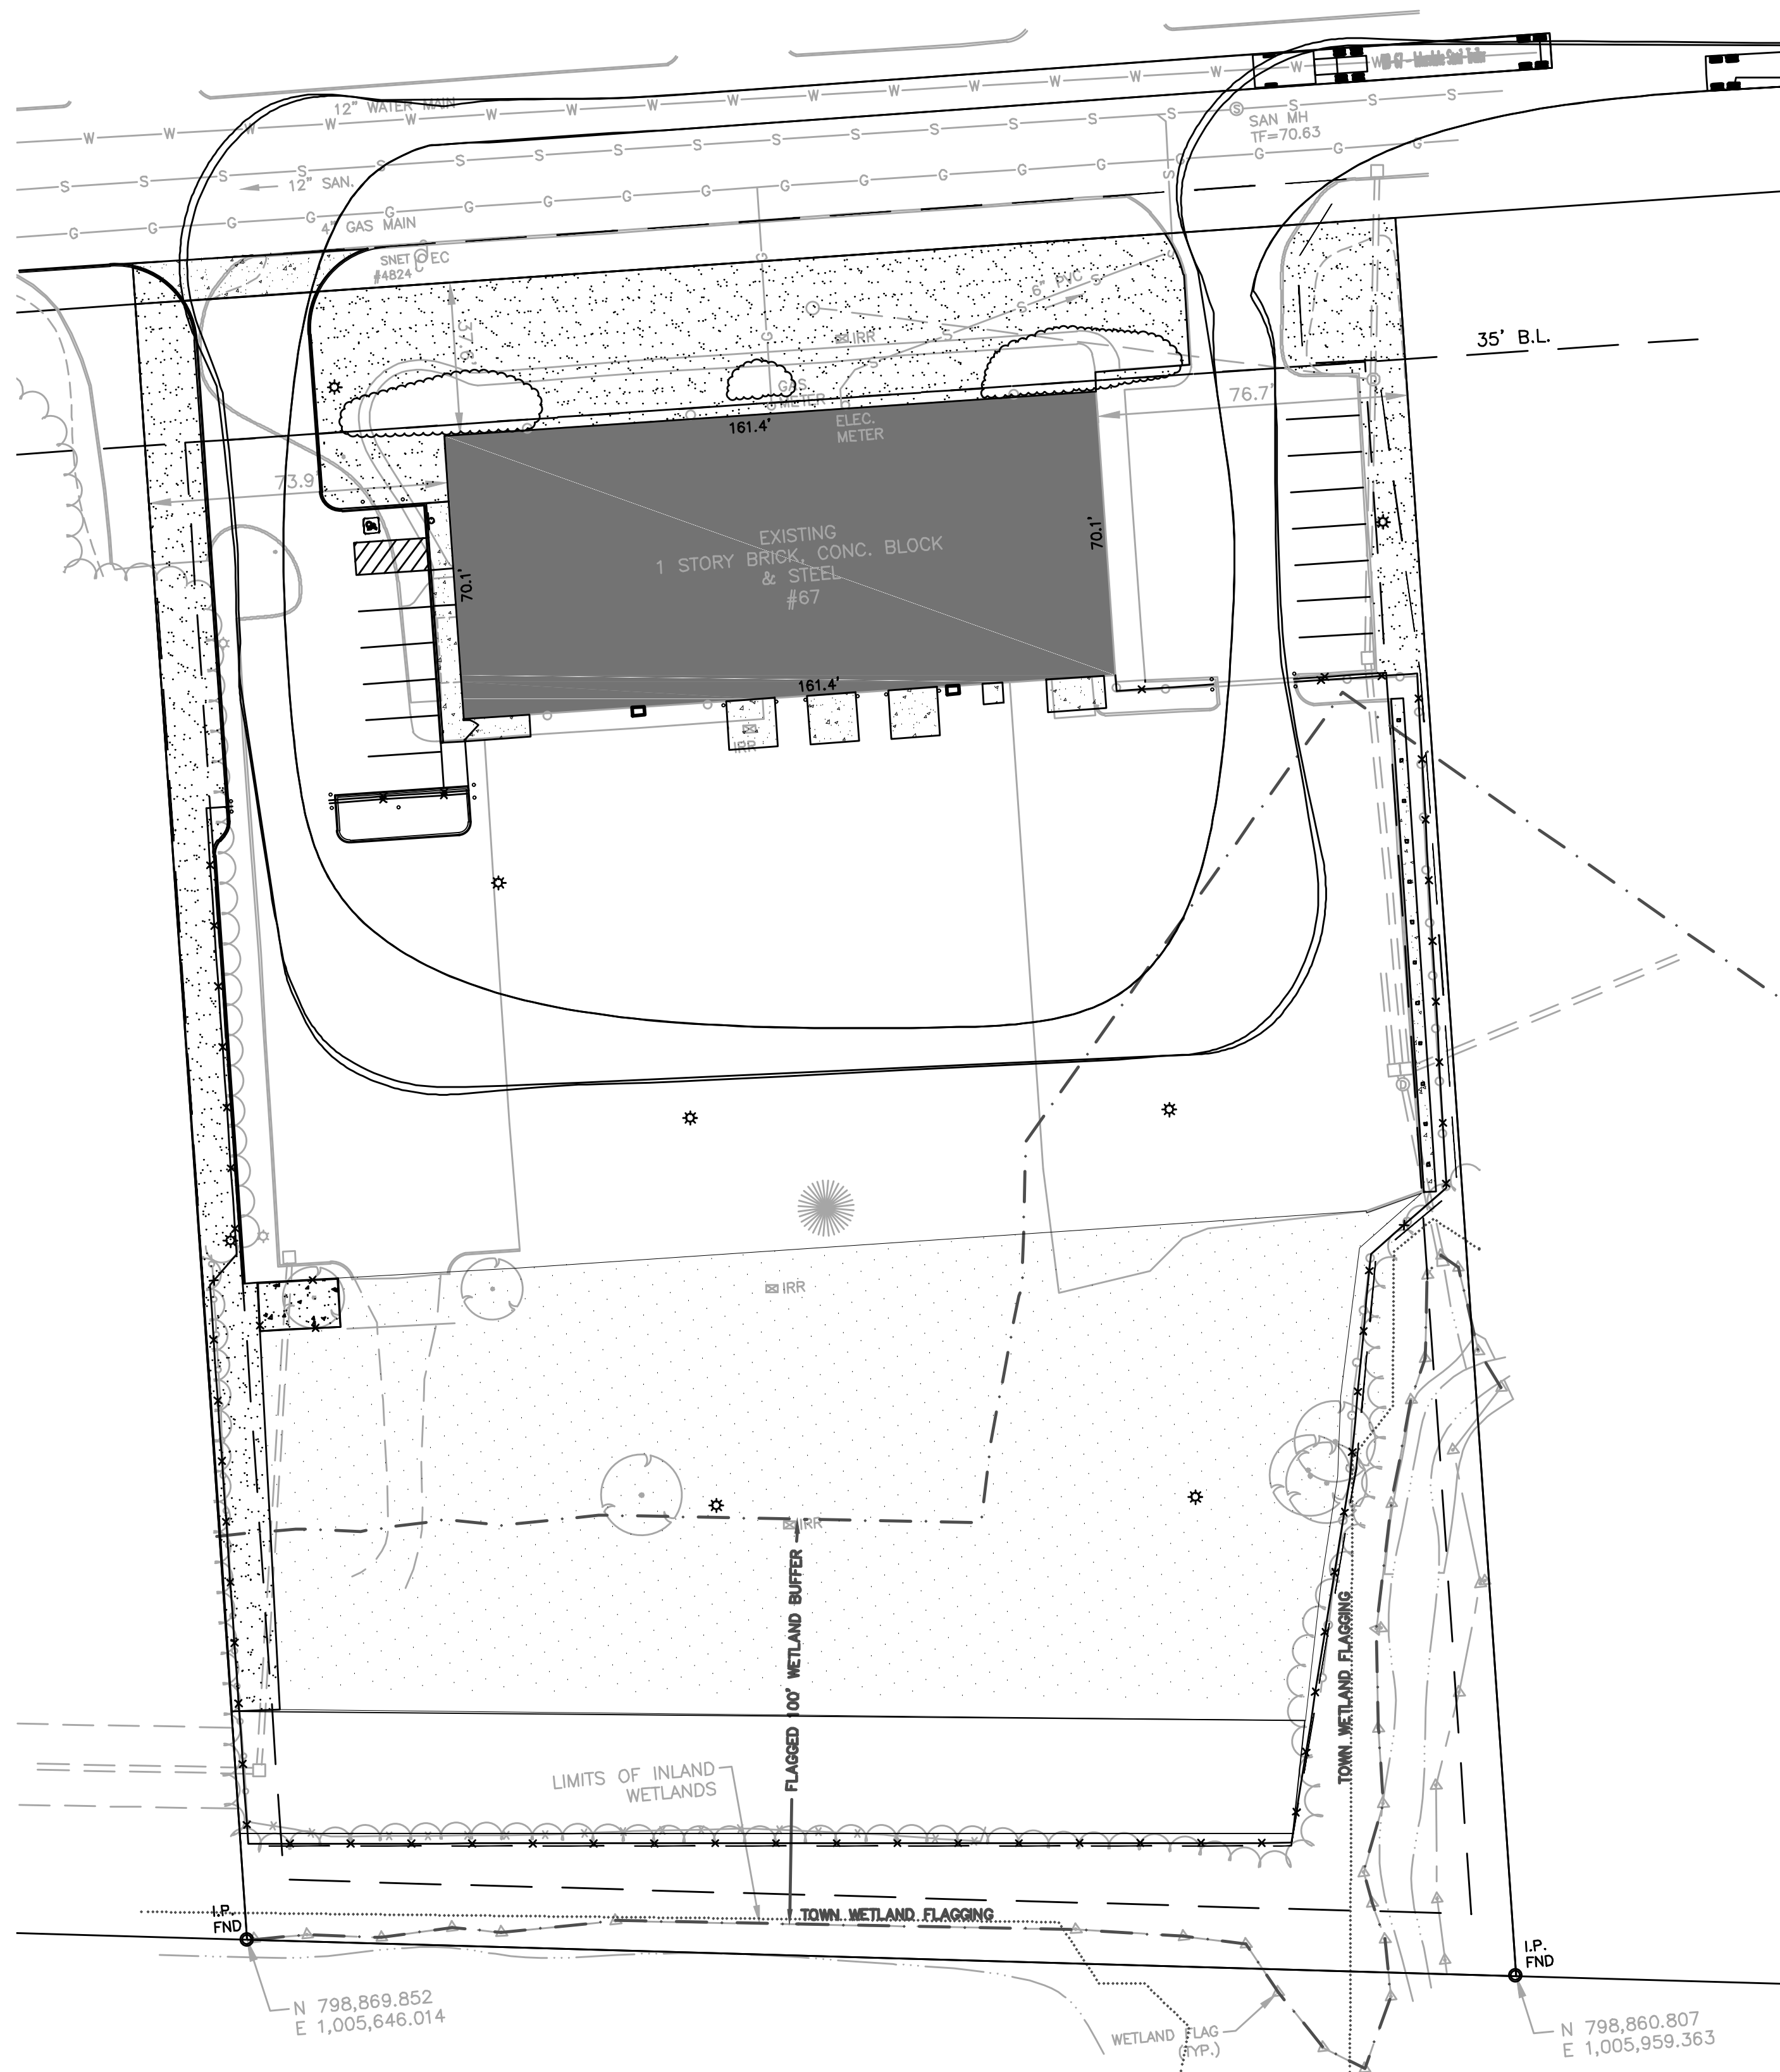 12" WATER MAIN
W W W W W W W W W W W W W W W W W
SAN MH
TF=70.63
S
12" SAN.
S S S S S S S S S S S S S S S S S S
4" GAS MAIN
G G G G G G G G G G G G G G G G G G
SNET
EC
#4824
37.6'
6" PVC
S S S S S
G G
IRR
35' B.L.
GAS
METER
ELEC.
METER
161.4'
76.7'
73.9'
70.1'
70.1'
EXISTING
1 STORY BRICK, CONC. BLOCK
& STEEL
#67
161.4'
IRR
D
IRR
IRR
FLAGGED 100' WETLAND BUFFER
TOWN WETLAND FLAGGING
LIMITS OF INLAND
WETLANDS
TOWN WETLAND FLAGGING
I.P.
FND
I.P.
FND
N 798,869.852
E 1,005,646.014
WETLAND FLAG
(TYP.)
N 798,860.807
E 1,005,959.363